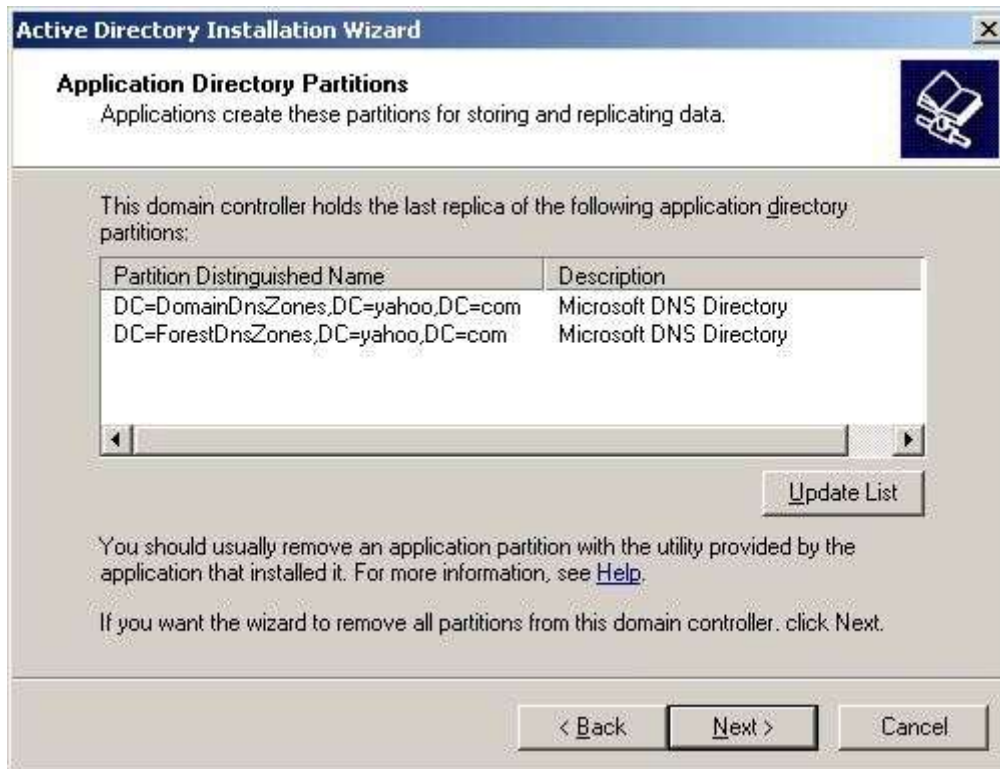 Active Directory Installation Wizard
Application Directory Partitions
Applications create these partitions for storing and replicating data.
This domain controller holds the last replica of the following application directory
partitions:
Partition Distinguished Name Description
DC=DomainDnsZones,DC=yahoo,DC=com Microsoft DNS Directory
DC=ForestDnsZones,DC=yahoo,DC=com Microsoft DNS Directory
Update List
You should usually remove an application partition with the utility provided by the
application that installed it. For more information, see Help.
If you want the wizard to remove all partitions from this domain controller. click Next.
< Back Next > Cancel